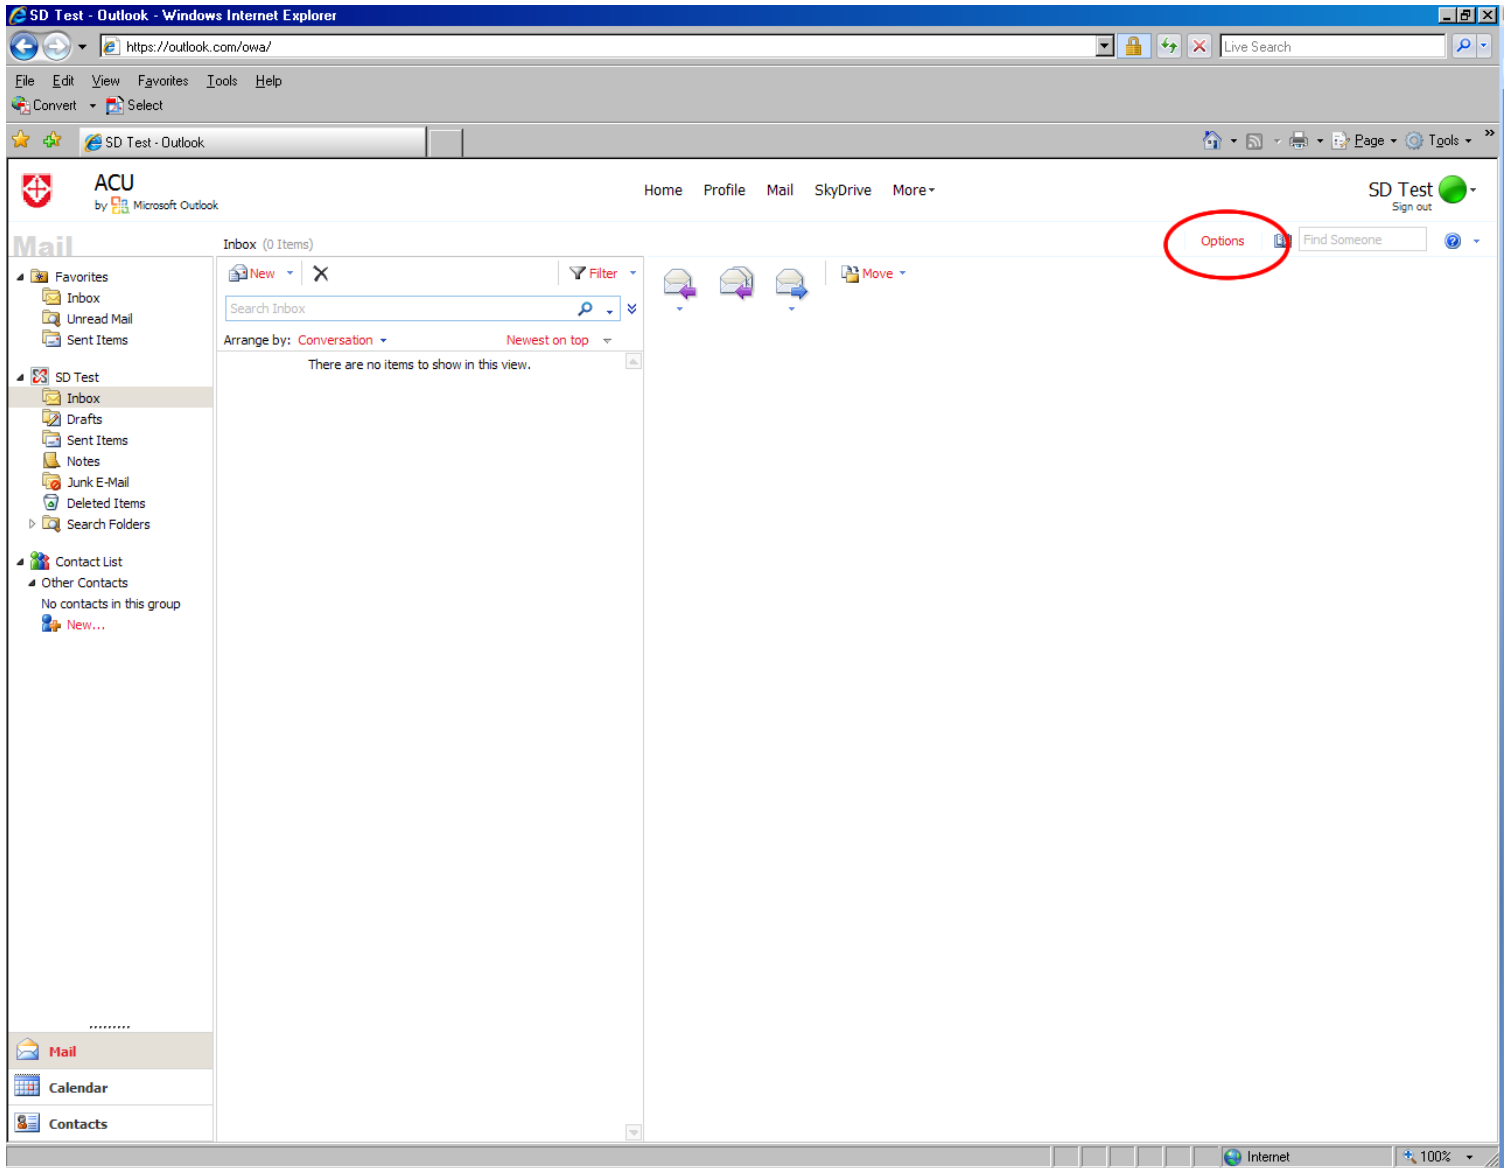 SD Test - Outlook - Windows Internet Explorer
https://outlook.com/owa/
Live Search
File Edit View Favorites Tools Help
Convert Select
SD Test - Outlook
Page Tools »
ACU
by Microsoft Outlook
Home Profile Mail SkyDrive More
SD Test
Sign out
Mail
Inbox (0 Items)
Options
Find Someone
Favorites
Inbox
Unread Mail
Sent Items
SD Test
Inbox
Drafts
Sent Items
Notes
Junk E-Mail
Deleted Items
Search Folders
Contact List
Other Contacts
No contacts in this group
New...
Mail
Calendar
Contacts
New Filter
Search Inbox
Arrange by: Conversation Newest on top
There are no items to show in this view.
Move
Internet
100%